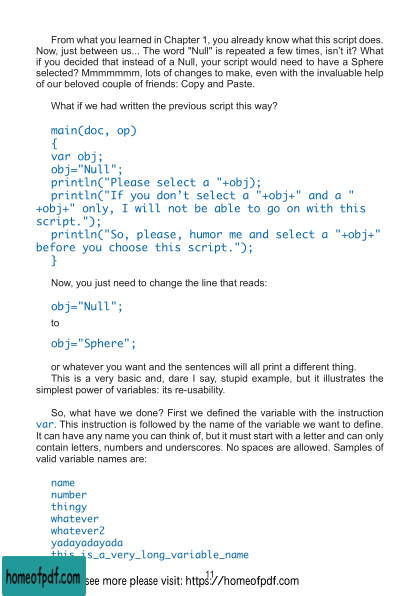 From what you learned in Chapter 1, you already know what this script does.
Now, just between us... The word "Null" is repeated a few times, isn't it? What
if you decided that instead of a Null, your script would need to have a Sphere
selected? Mmmmmmm, lots of changes to make, even with the invaluable help
of our beloved couple of friends: Copy and Paste.
What if we had written the previous script this way?
main(doc, op)
{
var obj;
obj="Null";
println("Please select a "+obj);
println("If you don't select a "+obj+" and a "
+obj+" only, I will not be able to go on with this
script.");
println("So, please, humor me and select a "+obj+"
before you choose this script.");
}
Now, you just need to change the line that reads:
obj="Null";
to
obj="Sphere";
or whatever you want and the sentences will all print a different thing.
This is a very basic and, dare I say, stupid example, but it illustrates the
simplest power of variables: its re-usability.
So, what have we done? First we defined the variable with the instruction
var. This instruction is followed by the name of the variable we want to define.
It can have any name you can think of, but it must start with a letter and can only
contain letters, numbers and underscores. No spaces are allowed. Samples of
valid variable names are:
name
number
thingy
whatever
whatever2
yadayadayada
this_is_a_very_long_variable_name
11
homeofpdf.com
see more please visit: https://homeofpdf.com